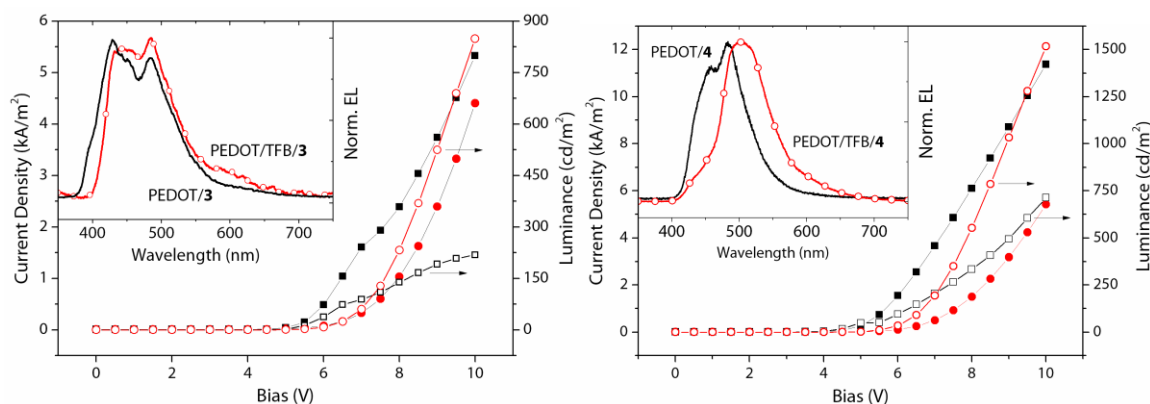 6
5
4
3
2
1
0
Current Density (kA/m²)
900
750
600
450
300
150
0
Luminance (cd/m²)
0 2 4 6 8 10
Bias (V)
PEDOT/TFB/3
PEDOT/3
400 500 600 700
Wavelength (nm)
Norm. EL
14
12
10
8
6
4
2
0
Current Density (kA/m²)
1500
1250
1000
750
500
250
0
Luminance (cd/m²)
0 2 4 6 8 10
Bias (V)
PEDOT/4
PEDOT/TFB/4
400 500 600 700
Wavelength (nm)
Norm. EL